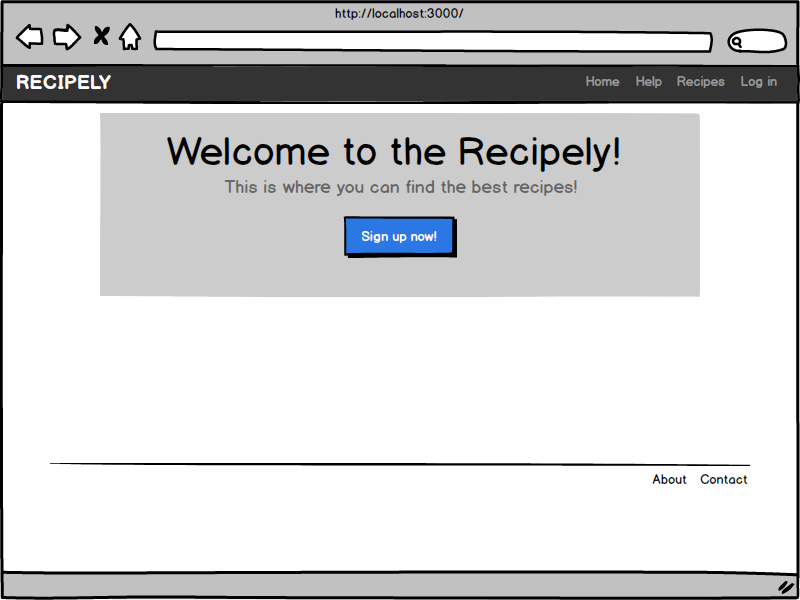 http://localhost:3000/
RECIPELY Home Help Recipes Log in
Welcome to the Recipely!
This is where you can find the best recipes!
Sign up now!
About Contact